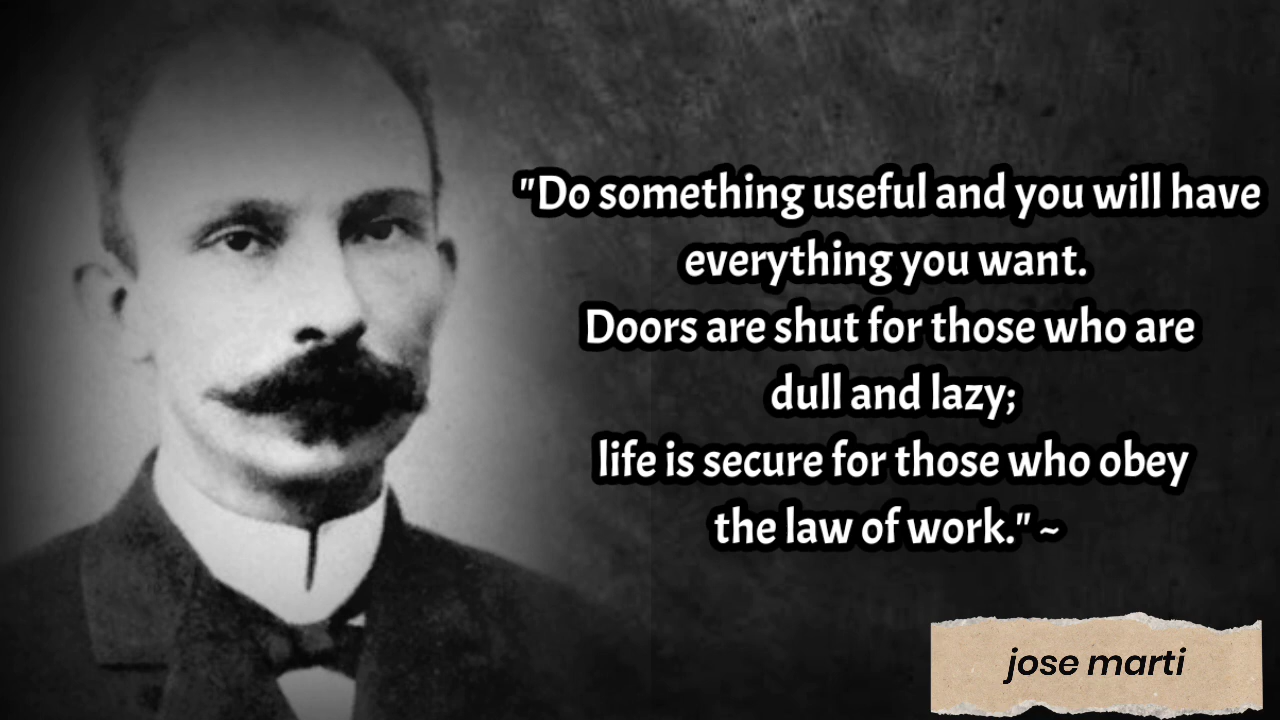 "Do something useful and you will have
everything you want.
Doors are shut for those who are
dull and lazy;
life is secure for those who obey
the law of work." ~
jose marti